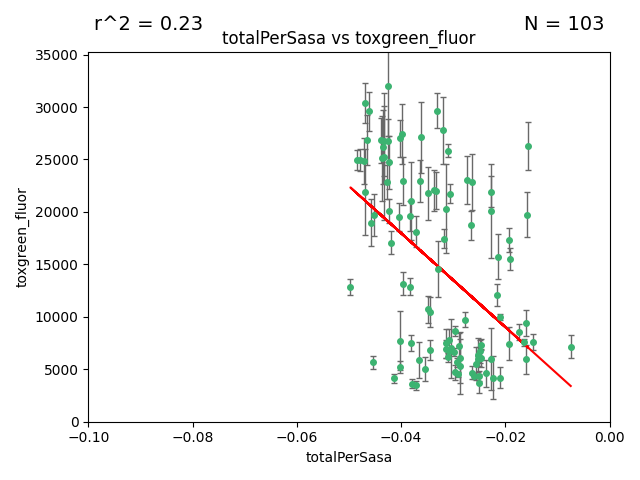 r^2 = 0.23
N = 103
totalPerSasa vs toxgreen_fluor
35000
30000
25000
20000
15000
10000
5000
0
toxgreen_fluor
−0.10
−0.08
−0.06
−0.04
−0.02
0.00
totalPerSasa